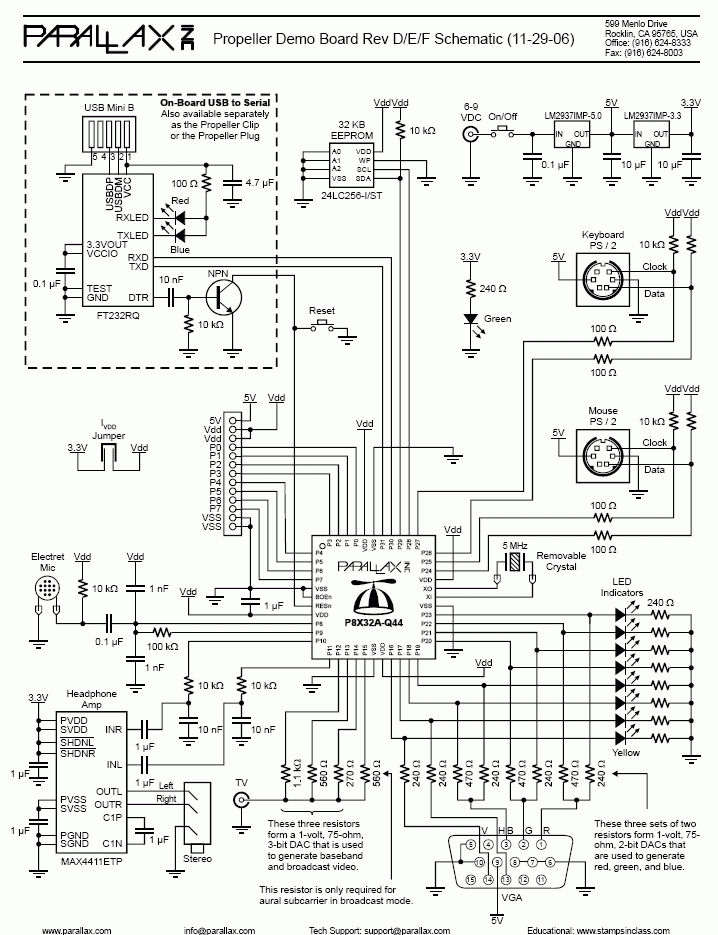 PARALLAX INC
Propeller Demo Board Rev D/E/F Schematic (11-29-06)
599 Menlo Drive
Rocklin, CA 95765, USA
Office: (916) 624-8333
Fax: (916) 624-8003
USB Mini B
On-Board USB to Serial
Also available separately
as the Propeller Clip
or the Propeller Plug
5 4 3 2 1
USBDP
USBDM
VCC
100 Ω
4.7 µF
Red
RXLED
TXLED
Blue
3.3VOUT
VCCIO
RXD
TXD
0.1 µF
TEST
GND
DTR
10 nF
NPN
10 kΩ
FT232RQ
Reset
32 KB
EEPROM
Vdd Vdd
10 kΩ
A0 VDD
A1 WP
A2 SCL
VSS SDA
24LC256-I/ST
6-9
VDC
On/Off
LM2937IMP-5.0
5V
LM2937IMP-3.3
3.3V
IN OUT
GND
IN OUT
GND
0.1 µF
10 µF
10 µF
3.3V
240 Ω
Green
Vdd Vdd
Keyboard
PS / 2
10 kΩ
5V
Clock
Data
100 Ω
100 Ω
Vdd Vdd
Mouse
PS / 2
10 kΩ
5V
Clock
Data
100 Ω
100 Ω
IVDD
Jumper
3.3V
Vdd
5V
Vdd
5V
Vdd
Vdd
P0
P1
P2
P3
P4
P5
P6
P7
VSS
VSS
Vdd
P3 P2 P1 P0 VDD VSS P31 P30 P29 P28 P27
P4
P5
P6
P7
VSS
BOEn
RESn
VDD
P8
P9
P10
PARALLAX INC
P8X32A-Q44
P26
P25
P24
VDD
XO
XI
VSS
P23
P22
P21
P20
P11 P12 P13 P14 P15 VSS VDD P16 P17 P18 P19
Vdd
5 MHz
Removable
Crystal
Electret
Mic
Vdd
Vdd
10 kΩ
1 nF
Vdd
1 µF
0.1 µF
100 kΩ
1 nF
Vdd
LED
Indicators
240 Ω
Yellow
Headphone
Amp
3.3V
10 kΩ
10 kΩ
PVDD
SVDD
SHDNL
SHDNR
INR
1 µF
10 nF
10 nF
INL
1 µF
1 µF
OUTL
OUTR
Left
Right
PVSS
SVSS
C1P
1 µF
1 µF
PGND
SGND
C1N
MAX4411ETP
Stereo
TV
1.1 kΩ
560 Ω
270 Ω
560 Ω
240 Ω
240 Ω
470 Ω
240 Ω
470 Ω
240 Ω
470 Ω
240 Ω
These three resistors
form a 1-volt, 75-ohm,
3-bit DAC that is used
to generate baseband
and broadcast video.
This resistor is only required for
aural subcarrier in broadcast mode.
These three sets of two
resistors form 1-volt, 75-
ohm, 2-bit DACs that
are used to generate
red, green, and blue.
V H B G R
5 4 3 2 1
10 9 8 7 6
15 14 13 12 11
VGA
5V
www.parallax.com
info@parallax.com
Tech Support: support@parallax.com
Educational: www.stampsinclass.com